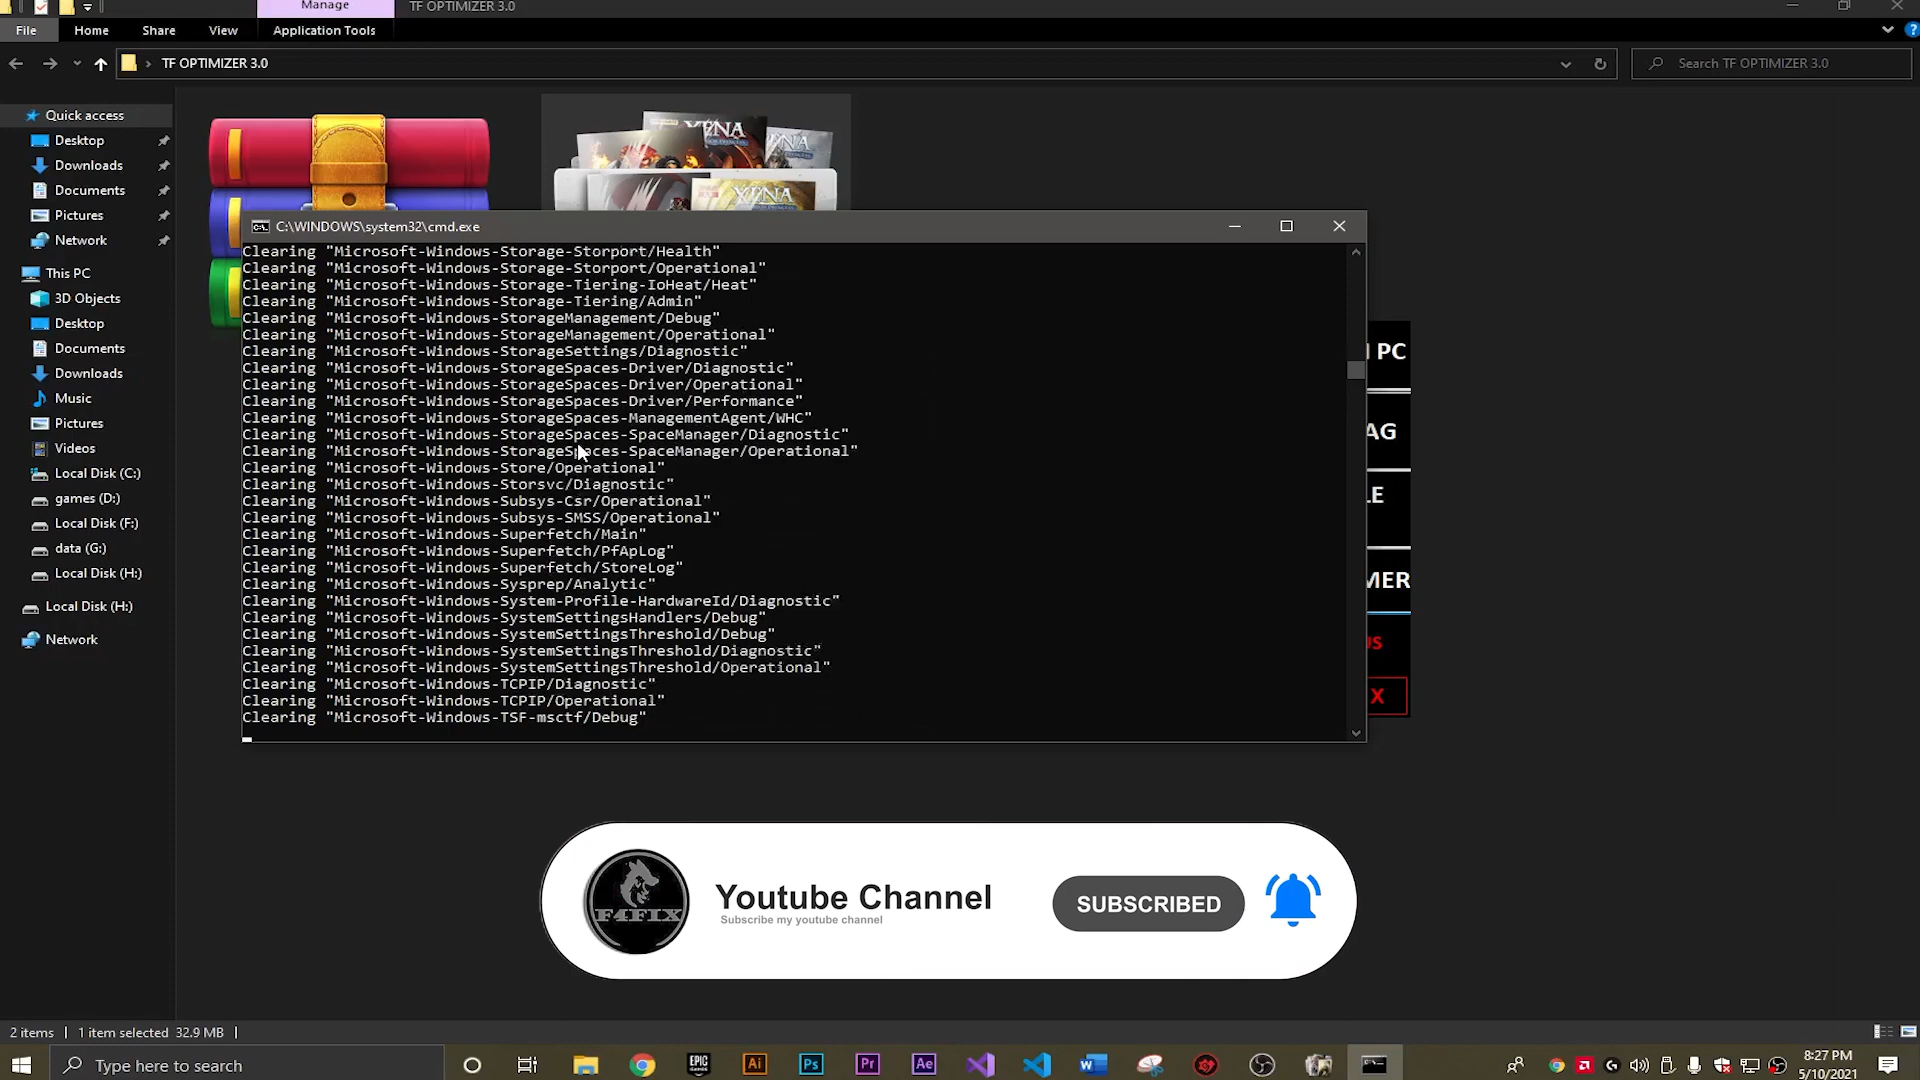 Manage
TF OPTIMIZER 3.0
File
Home
Share
View
Application Tools
TF OPTIMIZER 3.0
Search TF OPTIMIZER 3.0
Quick access
Desktop
Downloads
Documents
Pictures
Network
This PC
3D Objects
Desktop
Documents
Downloads
Music
Pictures
Videos
Local Disk (C:)
games (D:)
Local Disk (F:)
data (G:)
Local Disk (H:)
Local Disk (H:)
Network
XENA
XENA
C:\WINDOWS\system32\cmd.exe
Clearing "Microsoft-Windows-Storage-Storport/Health"
Clearing "Microsoft-Windows-Storage-Storport/Operational"
Clearing "Microsoft-Windows-Storage-Tiering-IoHeat/Heat"
Clearing "Microsoft-Windows-Storage-Tiering/Admin"
Clearing "Microsoft-Windows-StorageManagement/Debug"
Clearing "Microsoft-Windows-StorageManagement/Operational"
Clearing "Microsoft-Windows-StorageSettings/Diagnostic"
Clearing "Microsoft-Windows-StorageSpaces-Driver/Diagnostic"
Clearing "Microsoft-Windows-StorageSpaces-Driver/Operational"
Clearing "Microsoft-Windows-StorageSpaces-Driver/Performance"
Clearing "Microsoft-Windows-StorageSpaces-ManagementAgent/WHC"
Clearing "Microsoft-Windows-StorageSpaces-SpaceManager/Diagnostic"
Clearing "Microsoft-Windows-StorageSpaces-SpaceManager/Operational"
Clearing "Microsoft-Windows-Store/Operational"
Clearing "Microsoft-Windows-Storsvc/Diagnostic"
Clearing "Microsoft-Windows-Subsys-Csr/Operational"
Clearing "Microsoft-Windows-Subsys-SMSS/Operational"
Clearing "Microsoft-Windows-Superfetch/Main"
Clearing "Microsoft-Windows-Superfetch/PfApLog"
Clearing "Microsoft-Windows-Superfetch/StoreLog"
Clearing "Microsoft-Windows-Sysprep/Analytic"
Clearing "Microsoft-Windows-System-Profile-HardwareId/Diagnostic"
Clearing "Microsoft-Windows-SystemSettingsHandlers/Debug"
Clearing "Microsoft-Windows-SystemSettingsThreshold/Debug"
Clearing "Microsoft-Windows-SystemSettingsThreshold/Diagnostic"
Clearing "Microsoft-Windows-SystemSettingsThreshold/Operational"
Clearing "Microsoft-Windows-TCPIP/Diagnostic"
Clearing "Microsoft-Windows-TCPIP/Operational"
Clearing "Microsoft-Windows-TSF-msctf/Debug"
PC
AG
LE
MER
US
X
F4FIX
Youtube Channel
Subscribe my youtube channel
SUBSCRIBED
2 items
1 item selected 32.9 MB
Type here to search
EPIC GAMES
Ai
Ps
Pr
Ae
8:27 PM
5/10/2021